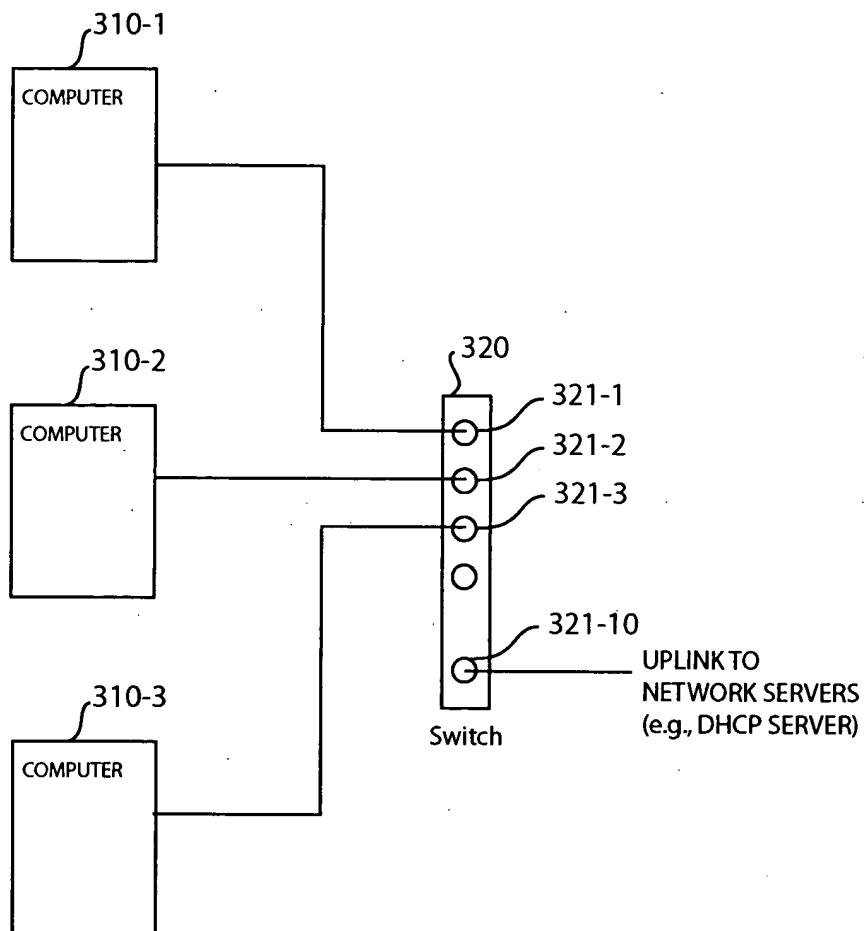 310-1
COMPUTER
310-2
COMPUTER
320
321-1
321-2
321-3
321-10
UPLINK TO
NETWORK SERVERS
(e.g., DHCP SERVER)
Switch
310-3
COMPUTER